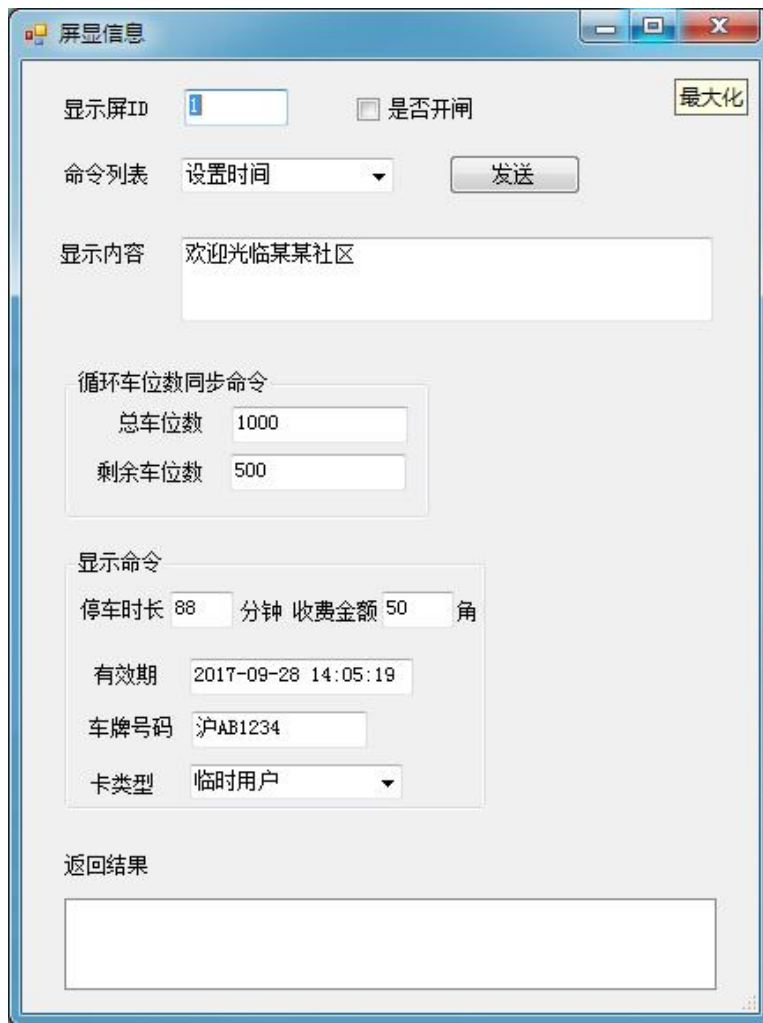 屏显信息
最大化
显示屏ID 1 是否开闸
命令列表 设置时间 发送
显示内容 欢迎光临某某社区
循环车位数同步命令
总车位数 1000
剩余车位数 500
显示命令
停车时长 88 分钟 收费金额 50 角
有效期 2017-09-28 14:05:19
车牌号码 沪AB1234
卡类型 临时用户
返回结果